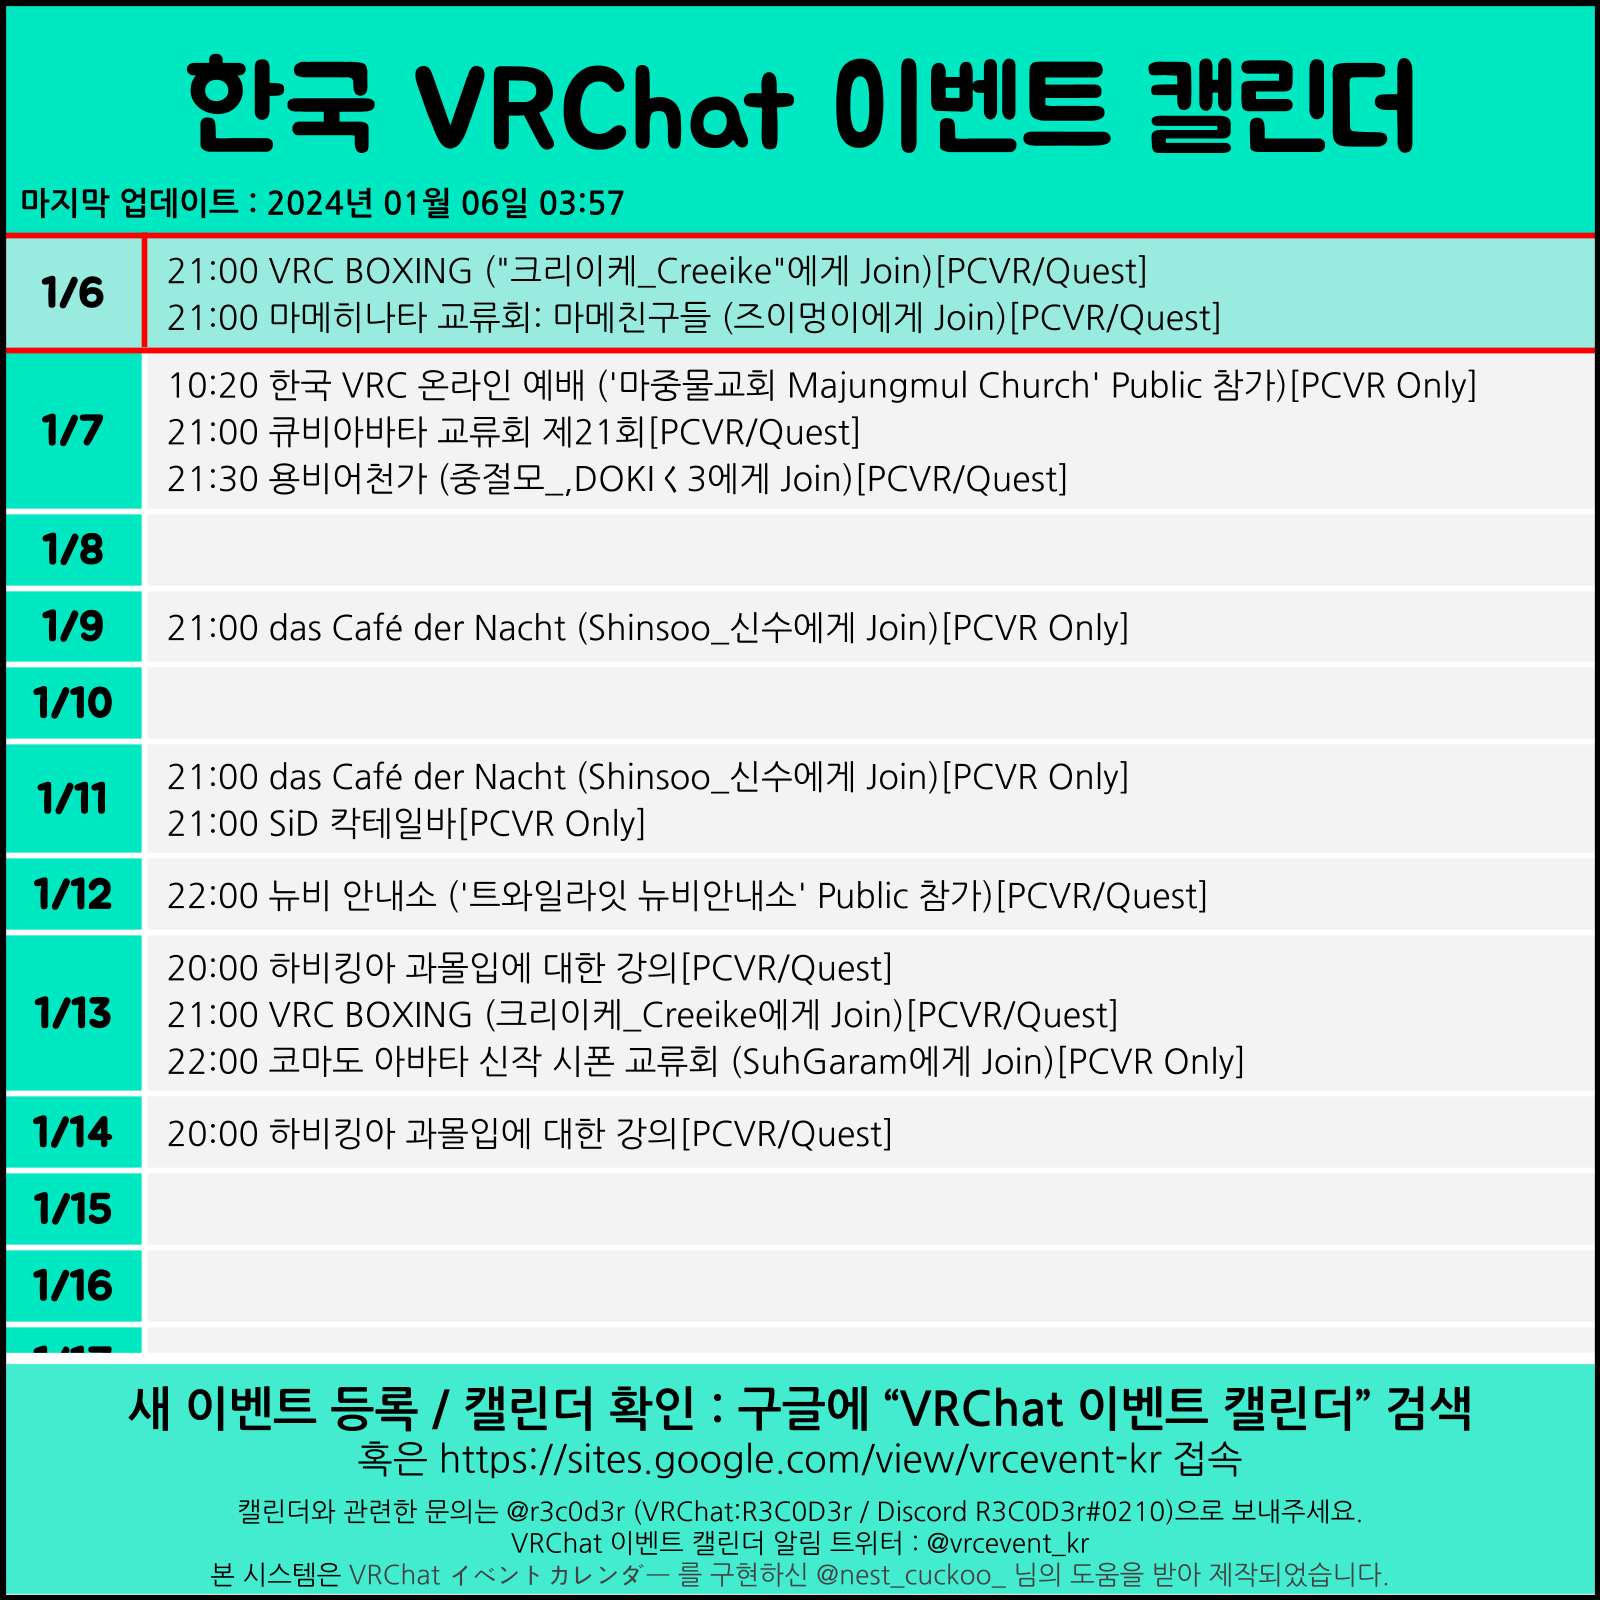 한국 VRChat 이벤트 캘린더
마지막 업데이트 : 2024년 01월 06일 03:57
1/6
21:00 VRC BOXING ("크리이케_Creeike"에게 Join)[PCVR/Quest]
21:00 마메히나타 교류회: 마메친구들 (즈이멍이에게 Join)[PCVR/Quest]
1/7
10:20 한국 VRC 온라인 예배 ('마중물교회 Majungmul Church' Public 참가)[PCVR Only]
21:00 큐비아바타 교류회 제21회[PCVR/Quest]
21:30 용비어천가 (중절모_,DOKI く 3에게 Join)[PCVR/Quest]
1/8
1/9
21:00 das Café der Nacht (Shinsoo_신수에게 Join)[PCVR Only]
1/10
1/11
21:00 das Café der Nacht (Shinsoo_신수에게 Join)[PCVR Only]
21:00 SiD 칵테일바[PCVR Only]
1/12
22:00 뉴비 안내소 ('트와일라잇 뉴비안내소' Public 참가)[PCVR/Quest]
1/13
20:00 하비킹아 과몰입에 대한 강의[PCVR/Quest]
21:00 VRC BOXING (크리이케_Creeike에게 Join)[PCVR/Quest]
22:00 코마도 아바타 신작 시폰 교류회 (SuhGaram에게 Join)[PCVR Only]
1/14
20:00 하비킹아 과몰입에 대한 강의[PCVR/Quest]
1/15
1/16
1/17
새 이벤트 등록 / 캘린더 확인 : 구글에 “VRChat 이벤트 캘린더” 검색
혹은 https://sites.google.com/view/vrcevent-kr 접속
캘린더와 관련한 문의는 @r3c0d3r (VRChat:R3C0D3r / Discord R3C0D3r#0210)으로 보내주세요.
VRChat 이벤트 캘린더 알림 트위터 : @vrcevent_kr
본 시스템은 VRChat イベントカレンダー 를 구현하신 @nest_cuckoo_ 님의 도움을 받아 제작되었습니다.